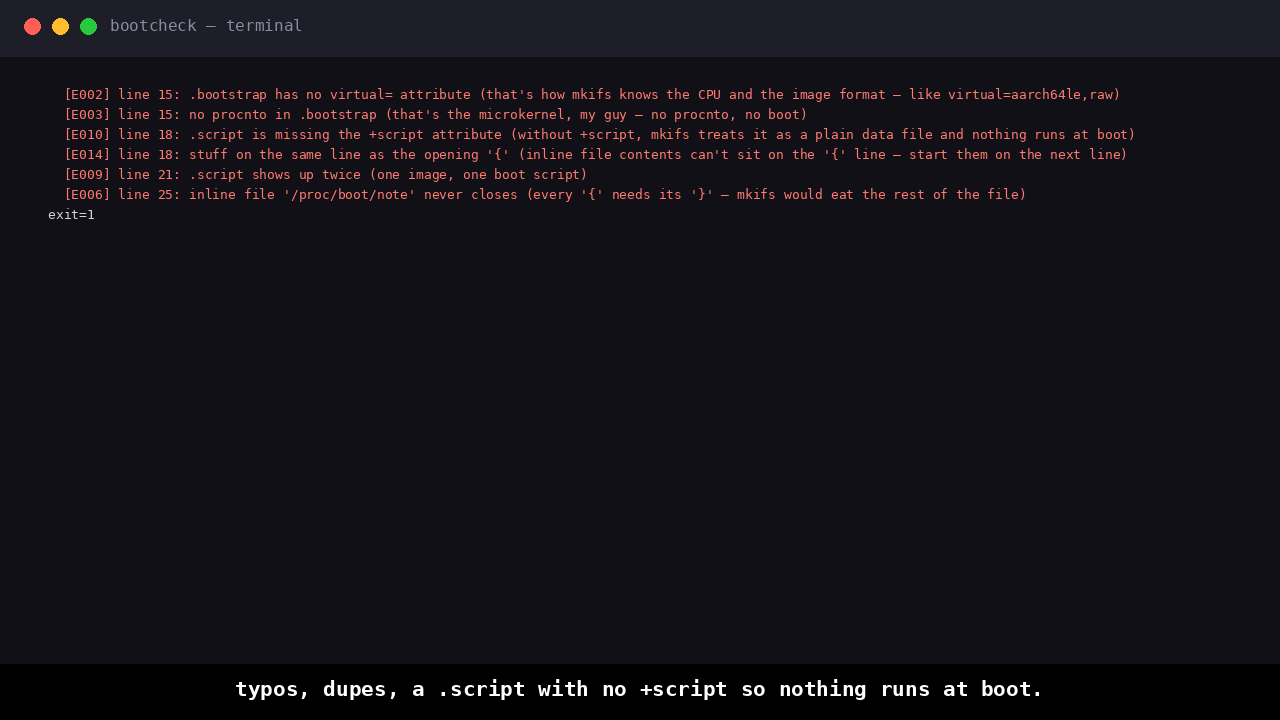 bootcheck — terminal
[E002] line 15: .bootstrap has no virtual= attribute (that's how mkifs knows the CPU and the image format — like virtual=aarch64le,raw)
[E003] line 15: no procnto in .bootstrap (that's the microkernel, my guy — no procnto, no boot)
[E010] line 18: .script is missing the +script attribute (without +script, mkifs treats it as a plain data file and nothing runs at boot)
[E014] line 18: stuff on the same line as the opening '{' (inline file contents can't sit on the '{' line — start them on the next line)
[E009] line 21: .script shows up twice (one image, one boot script)
[E006] line 25: inline file '/proc/boot/note' never closes (every '{' needs its '}' — mkifs would eat the rest of the file)
exit=1
typos, dupes, a .script with no +script so nothing runs at boot.